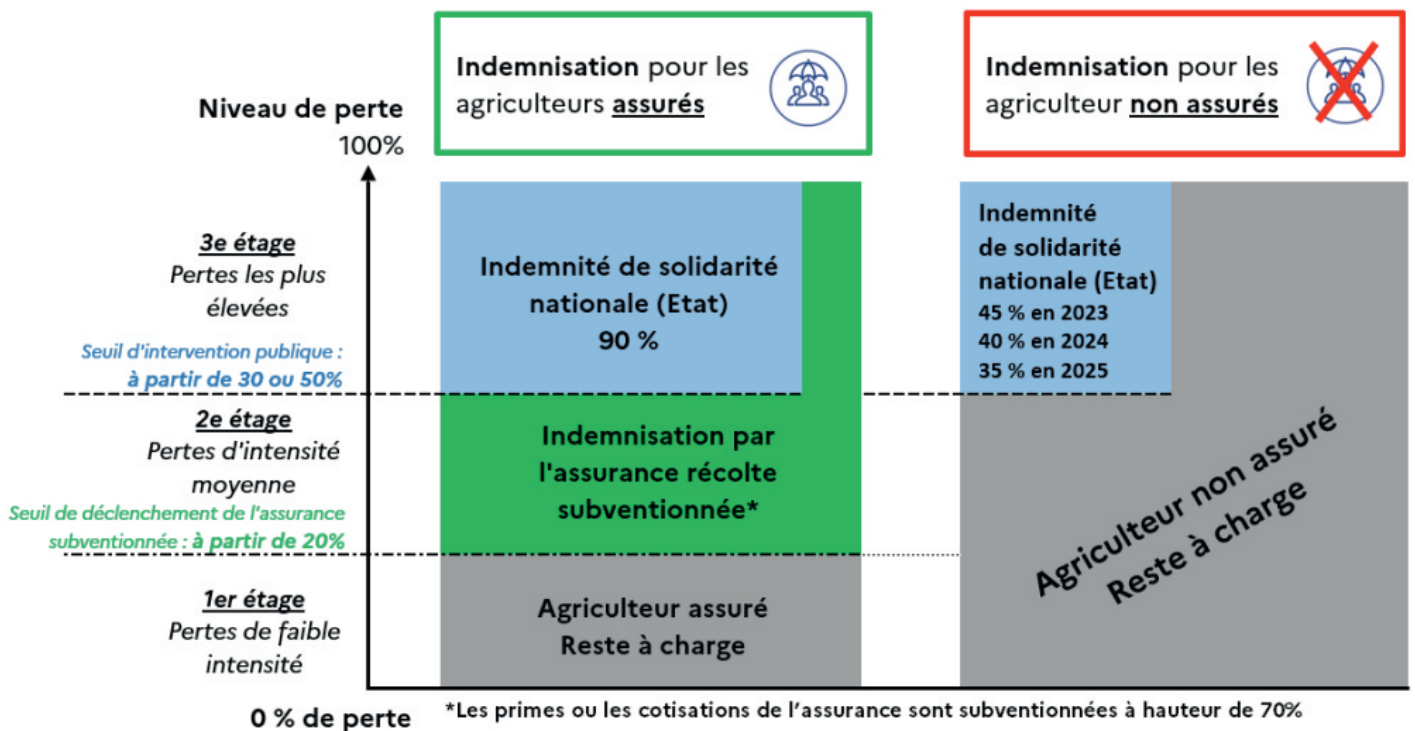 Indemnisation pour les
agriculteurs assurés
Indemnisation pour les
agriculteur non assurés
Niveau de perte
100%
3e étage
Pertes les plus
élevées
Seuil d'intervention publique :
à partir de 30 ou 50%
2e étage
Pertes d'intensité
moyenne
Seuil de déclenchement de l'assurance
subventionnée : à partir de 20%
1er étage
Pertes de faible
intensité
0 % de perte
Indemnité de solidarité
nationale (Etat)
90 %
Indemnisation par
l'assurance récolte
subventionnée*
Agriculteur assuré
Reste à charge
Indemnité
de solidarité
nationale (Etat)
45 % en 2023
40 % en 2024
35 % en 2025
Agriculteur non assuré
Reste à charge
*Les primes ou les cotisations de l'assurance sont subventionnées à hauteur de 70%